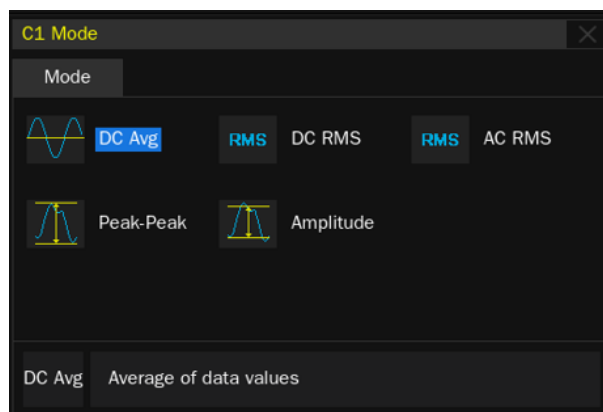 C1 Mode
Mode
DC Avg RMS DC RMS RMS AC RMS
Peak-Peak Amplitude
DC Avg Average of data values